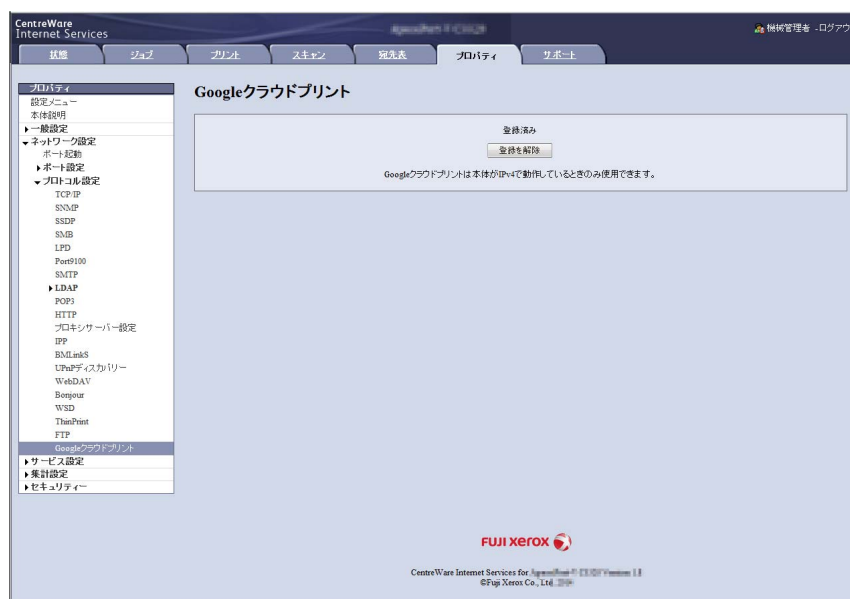 CentreWare
Internet Services
機械管理者 -ログアウ
状態
ジョブ
プリント
スキャン
宛先表
プロパティ
サポート
プロパティ
設定メニュー
本体説明
一般設定
ネットワーク設定
ポート起動
ポート設定
プロトコル設定
TCP/IP
SNMP
SSDP
SMB
LPD
Port9100
SMTP
LDAP
POP3
HTTP
プロキシサーバー設定
IPP
BMLinkS
UPnPディスカバリー
WebDAV
Bonjour
WSD
ThinPrint
FTP
Googleクラウドプリント
サービス設定
集計設定
セキュリティー
Googleクラウドプリント
登録済み
登録を解除
Googleクラウドプリントは本体がIPv4で動作しているときのみ使用できます。
FUJI xerox
CentreWare Internet Services for
©Fuji Xerox Co., Ltd.